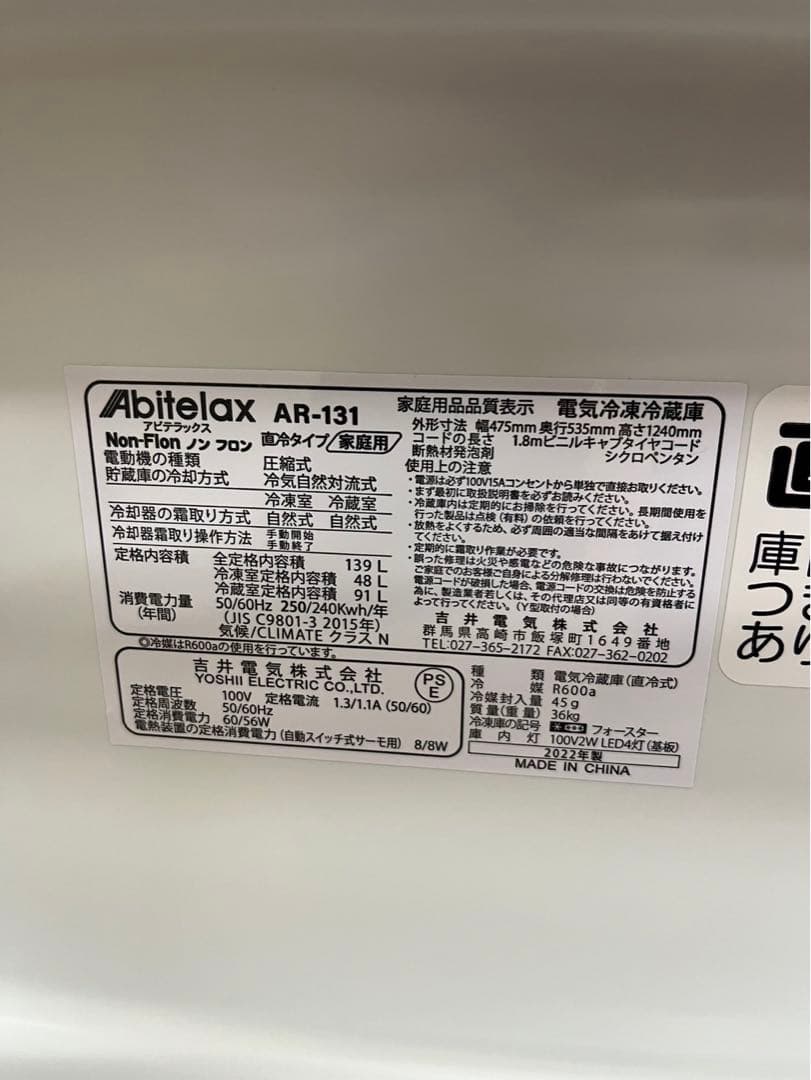 Abitelax AR-131
アビテラックス
Non-Flon ノンフロン 直冷タイプ/家庭用
電動機の種類 圧縮式
貯蔵庫の冷却方式 冷気自然対流式
冷凍室 冷蔵室
冷却器の霜取り方式 自然式 自然式
冷却器霜取り操作方法 手動開始
手動終了
定格内容積 全定格内容積 139 L
冷凍室定格内容積 48 L
冷蔵室定格内容積 91 L
消費電力量 50/60Hz 250/240Kwh/年
(年間) (JIS C9801-3 2015年)
気候/CLIMATE クラス N
◎冷媒はR600aの使用を行っています。
家庭用品品質表示 電気冷凍冷蔵庫
外形寸法 幅475mm 奥行535mm 高さ1240mm
コードの長さ 1.8mビニルキャブタイヤコード
断熱材発泡剤 シクロペンタン
使用上の注意
・電源は必ず100V15Aコンセントから単独で直接お取りください。
・まず最初に取扱説明書を必ずお読みください。
・冷蔵庫内は定期的にお掃除を行ってください。長期間使用を
行った製品は点検(有料)の依頼を行ってください。
・放熱をよくするため、必ず周囲の適当な間隔をあけて据え付け
てください。
・定期的に霜取り作業が必要です。
・誤った修理は火災や感電などの危険な事故につながります。
ご家庭でのお客様ご自身による分解修理は行わないでください。
電源コードが破損した場合、電源コードの交換は危険を防止する
為に、製造業者若しくは、その代理店又は同等の有資格者に
よって行ってください。(Y型取付の場合)
吉井電気株式会社
群馬県高崎市飯塚町1649番地
TEL:027-365-2172 FAX:027-362-0202
吉井電気株式会社
YOSHII ELECTRIC CO.,LTD.
PS
E
定格電圧 100V 定格電流 1.3/1.1A (50/60)
定格周波数 50/60Hz
定格消費電力 60/56W
電熱装置の定格消費電力(自動スイッチ式サーモ用) 8/8W
種類 電気冷蔵庫(直冷式)
冷媒 R600a
冷媒封入量 45g
質量(重量) 36kg
冷凍庫の記号 フォースター
庫内灯 100V2W LED4灯(基板)
2022年製
MADE IN CHINA
庫
つ
あ